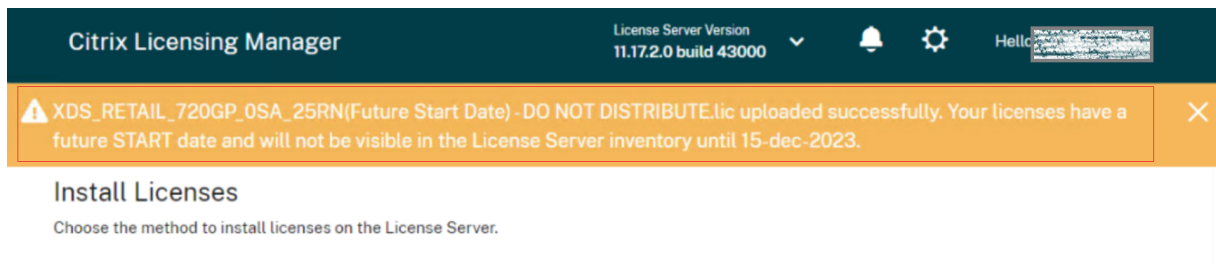 Citrix Licensing Manager
License Server Version
11.17.2.0 build 43000
Hello
XDS_RETAIL_720GP_0SA_25RN(Future Start Date) - DO NOT DISTRIBUTE.lic uploaded successfully. Your licenses have a
future START date and will not be visible in the License Server inventory until 15-dec-2023.
Install Licenses
Choose the method to install licenses on the License Server.